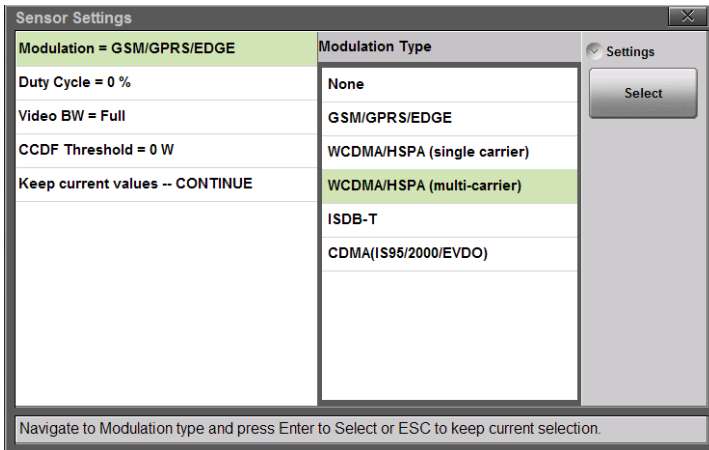 Sensor Settings
Modulation = GSM/GPRS/EDGE
Duty Cycle = 0 %
Video BW = Full
CCDF Threshold = 0 W
Keep current values -- CONTINUE
Modulation Type
None
GSM/GPRS/EDGE
WCDMA/HSPA (single carrier)
WCDMA/HSPA (multi-carrier)
ISDB-T
CDMA(IS95/2000/EVDO)
Settings
Select
Navigate to Modulation type and press Enter to Select or ESC to keep current selection.